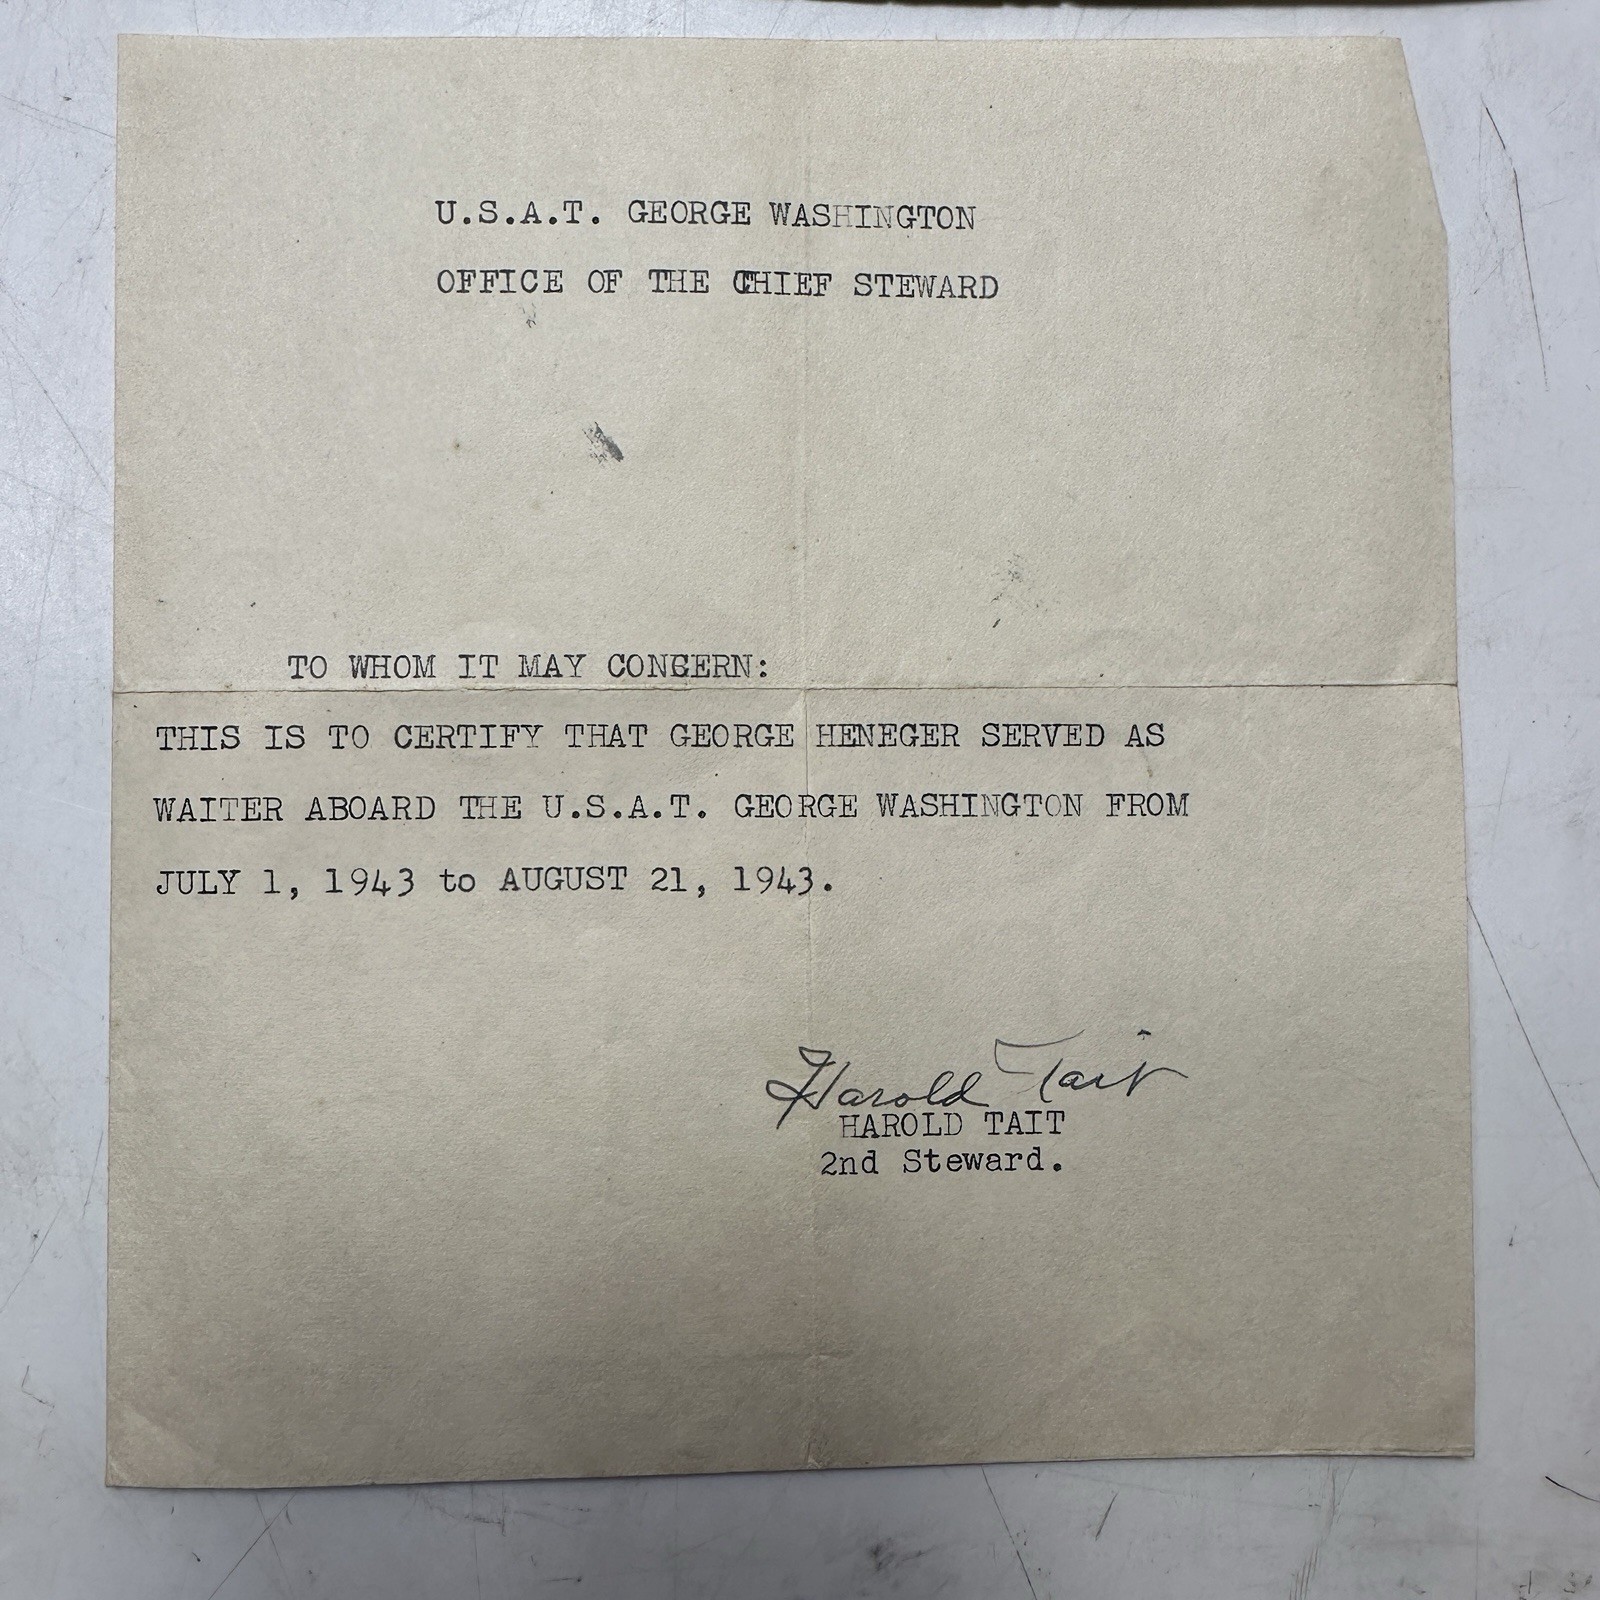 U.S.A.T. GEORGE WASHINGTON
OFFICE OF THE CHIEF STEWARD
TO WHOM IT MAY CONCERN:
THIS IS TO CERTIFY THAT GEORGE HENEGER SERVED AS
WAITER ABOARD THE U.S.A.T. GEORGE WASHINGTON FROM
JULY 1, 1943 to AUGUST 21, 1943.
Harold Tait
HAROLD TAIT
2nd Steward.